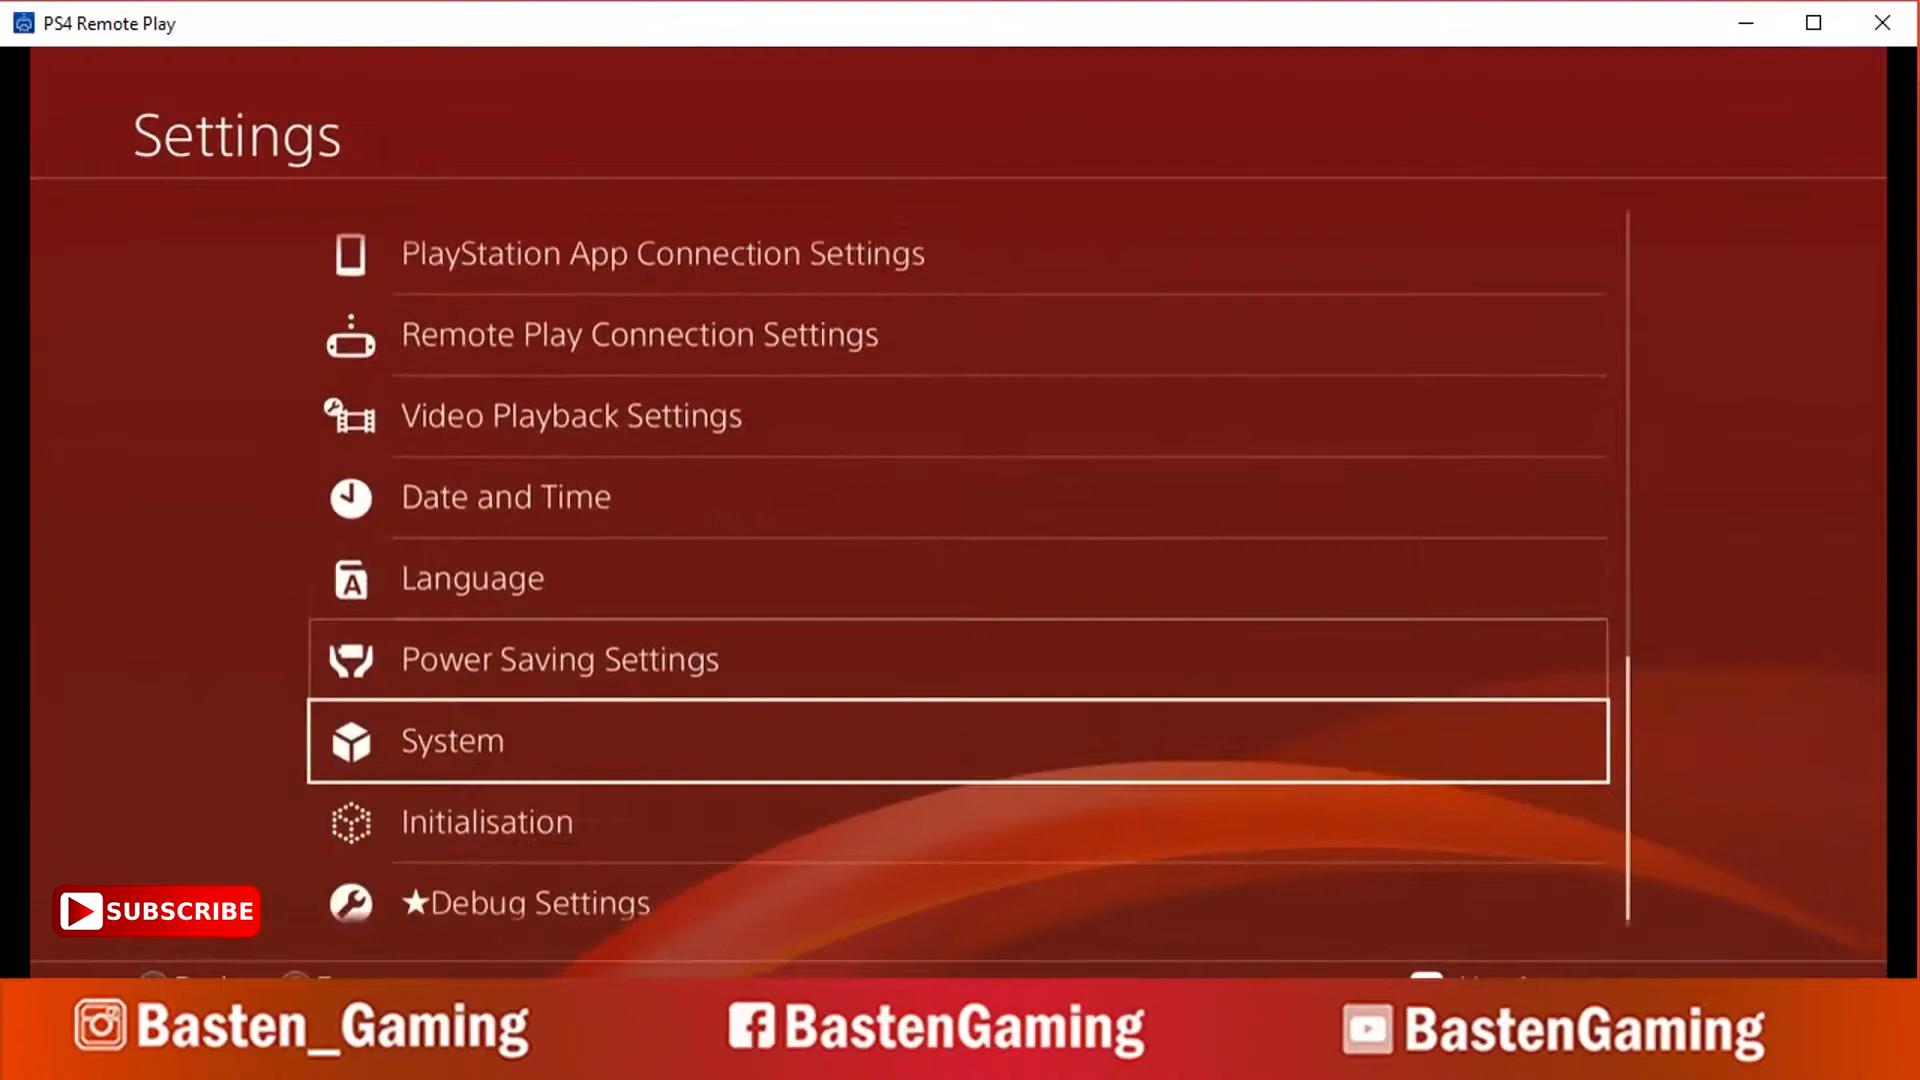 PS4 Remote Play
Settings
PlayStation App Connection Settings
Remote Play Connection Settings
Video Playback Settings
Date and Time
Language
Power Saving Settings
System
Initialisation
★Debug Settings
SUBSCRIBE
Basten_Gaming
BastenGaming
BastenGaming